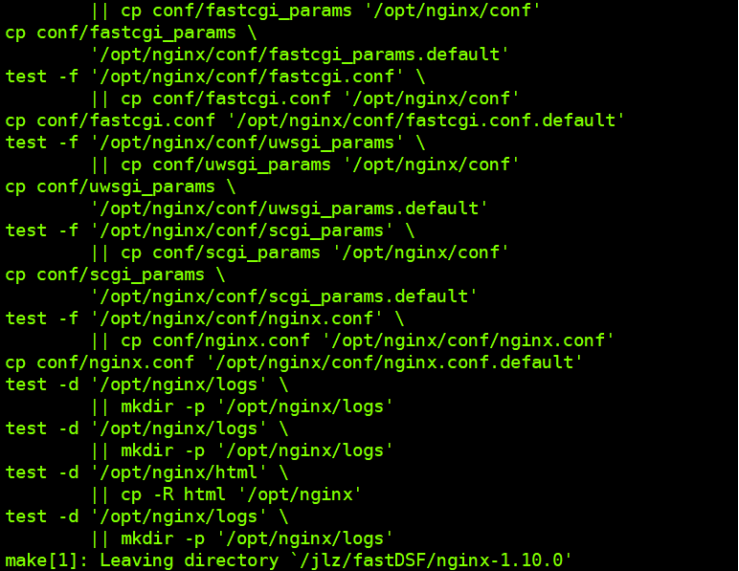 || cp conf/fastcgi_params '/opt/nginx/conf'
cp conf/fastcgi_params \
'/opt/nginx/conf/fastcgi_params.default'
test -f '/opt/nginx/conf/fastcgi.conf' \
|| cp conf/fastcgi.conf '/opt/nginx/conf'
cp conf/fastcgi.conf '/opt/nginx/conf/fastcgi.conf.default'
test -f '/opt/nginx/conf/uwsgi_params' \
|| cp conf/uwsgi_params '/opt/nginx/conf'
cp conf/uwsgi_params \
'/opt/nginx/conf/uwsgi_params.default'
test -f '/opt/nginx/conf/scgi_params' \
|| cp conf/scgi_params '/opt/nginx/conf'
cp conf/scgi_params \
'/opt/nginx/conf/scgi_params.default'
test -f '/opt/nginx/conf/nginx.conf' \
|| cp conf/nginx.conf '/opt/nginx/conf/nginx.conf'
cp conf/nginx.conf '/opt/nginx/conf/nginx.conf.default'
test -d '/opt/nginx/logs' \
|| mkdir -p '/opt/nginx/logs'
test -d '/opt/nginx/logs' \
|| mkdir -p '/opt/nginx/logs'
test -d '/opt/nginx/html' \
|| cp -R html '/opt/nginx'
test -d '/opt/nginx/logs' \
|| mkdir -p '/opt/nginx/logs'
make[1]: Leaving directory `/jlz/fastDSF/nginx-1.10.0'